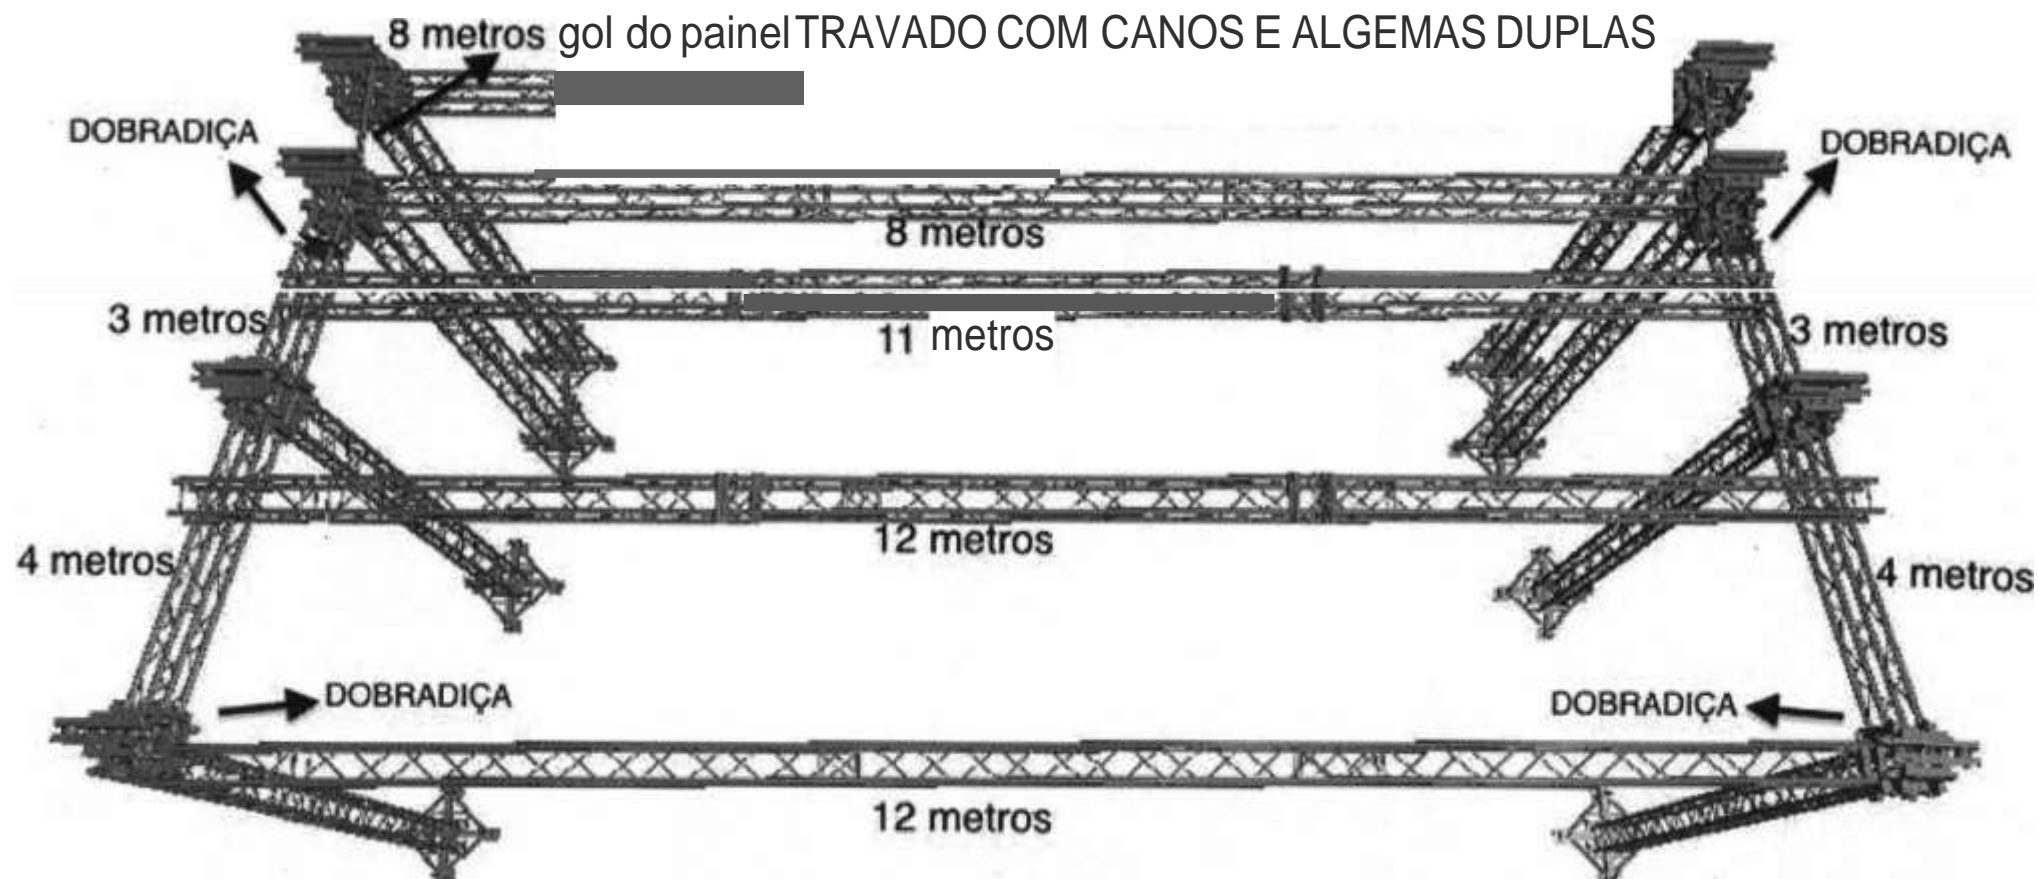 8 metros gol do painel TRAVADO COM CANOS E ALGEMAS DUPLAS
DOBRADIÇA
DOBRADIÇA
8 metros
3 metros
11 metros
3 metros
12 metros
4 metros
4 metros
DOBRADIÇA
DOBRADIÇA
12 metros